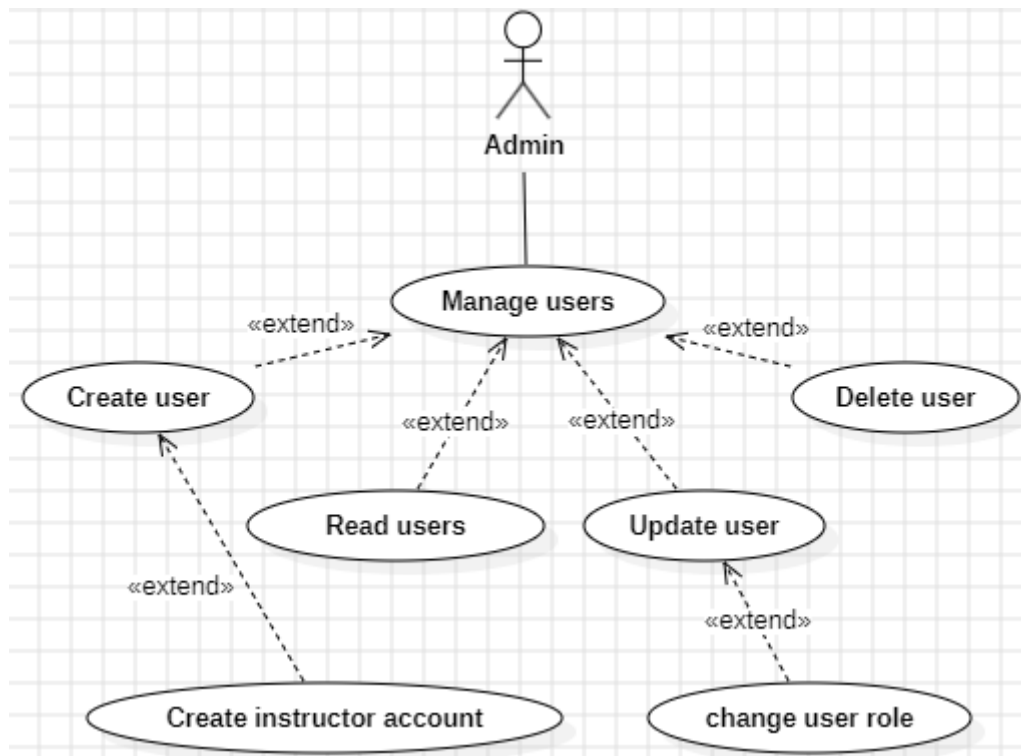 Admin
Manage users
«extend»
«extend»
Create user
Delete user
«extend»
«extend»
Read users
Update user
«extend»
«extend»
Create instructor account
change user role